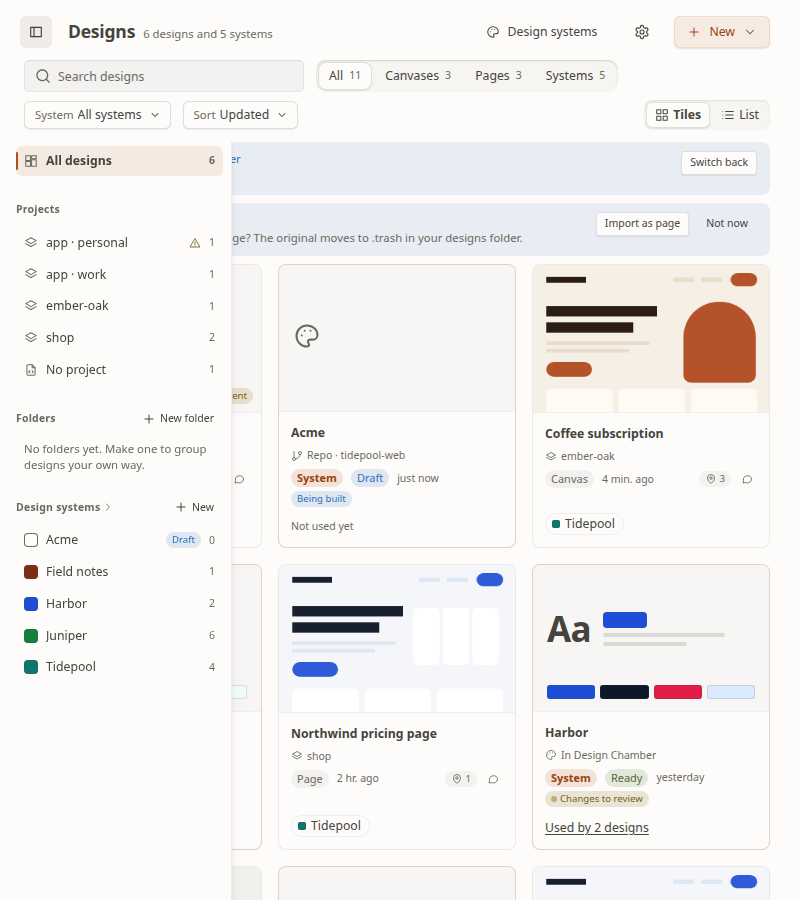 Designs
6 designs and 5 systems
Design systems
New
Search designs
All 11
Canvases 3
Pages 3
Systems 5
System All systems
Sort Updated
Tiles
List
All designs 6
Projects
app · personal 1
app · work 1
ember-oak 1
shop 2
No project 1
Folders
New folder
No folders yet. Make one to group
designs your own way.
Design systems
New
Acme Draft 0
Field notes 1
Harbor 2
Juniper 6
Tidepool 4
Switch back
? The original moves to .trash in your designs folder.
Import as page
Not now
Acme
Repo · tidepool-web
System Draft just now
Being built
Not used yet
Coffee subscription
ember-oak
Canvas 4 min. ago 3
Tidepool
Northwind pricing page
shop
Page 2 hr. ago 1
Tidepool
Aa
Harbor
In Design Chamber
System Ready yesterday
Changes to review
Used by 2 designs